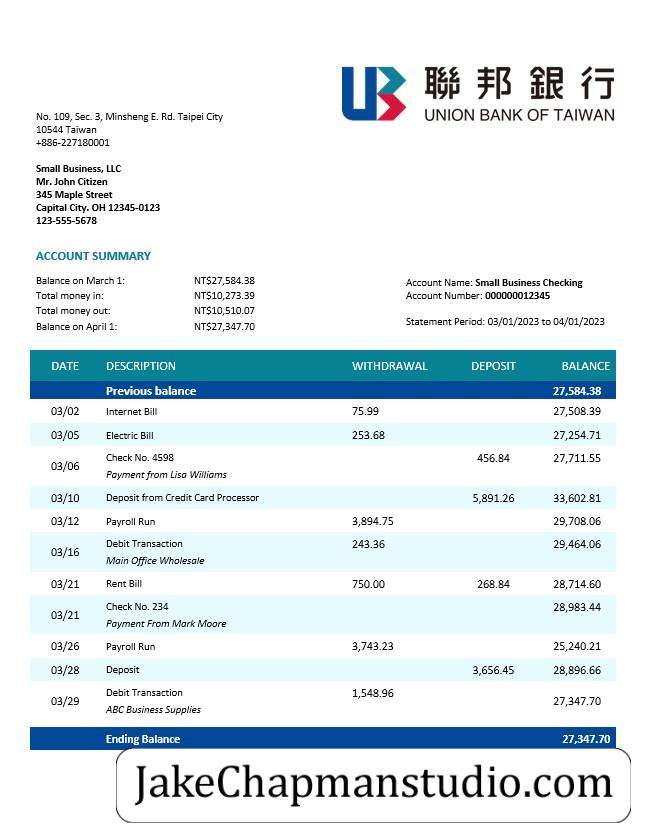 聯邦銀行
UNION BANK OF TAIWAN
No. 109, Sec. 3, Minsheng E. Rd. Taipei City
10544 Taiwan
+886-227180001
Small Business, LLC
Mr. John Citizen
345 Maple Street
Capital City. OH 12345-0123
123-555-5678
ACCOUNT SUMMARY
Balance on March 1: NT$27,584.38
Total money in: NT$10,273.39
Total money out: NT$10,510.07
Balance on April 1: NT$27,347.70
Account Name: Small Business Checking
Account Number: 000000012345
Statement Period: 03/01/2023 to 04/01/2023
DATE DESCRIPTION WITHDRAWAL DEPOSIT BALANCE
Previous balance 27,584.38
03/02 Internet Bill 75.99 27,508.39
03/05 Electric Bill 253.68 27,254.71
03/06 Check No. 4598 456.84 27,711.55
Payment from Lisa Williams
03/10 Deposit from Credit Card Processor 5,891.26 33,602.81
03/12 Payroll Run 3,894.75 29,708.06
03/16 Debit Transaction 243.36 29,464.06
Main Office Wholesale
03/21 Rent Bill 750.00 268.84 28,714.60
03/21 Check No. 234 28,983.44
Payment From Mark Moore
03/26 Payroll Run 3,743.23 25,240.21
03/28 Deposit 3,656.45 28,896.66
03/29 Debit Transaction 1,548.96 27,347.70
ABC Business Supplies
Ending Balance 27,347.70
JakeChapmanstudio.com